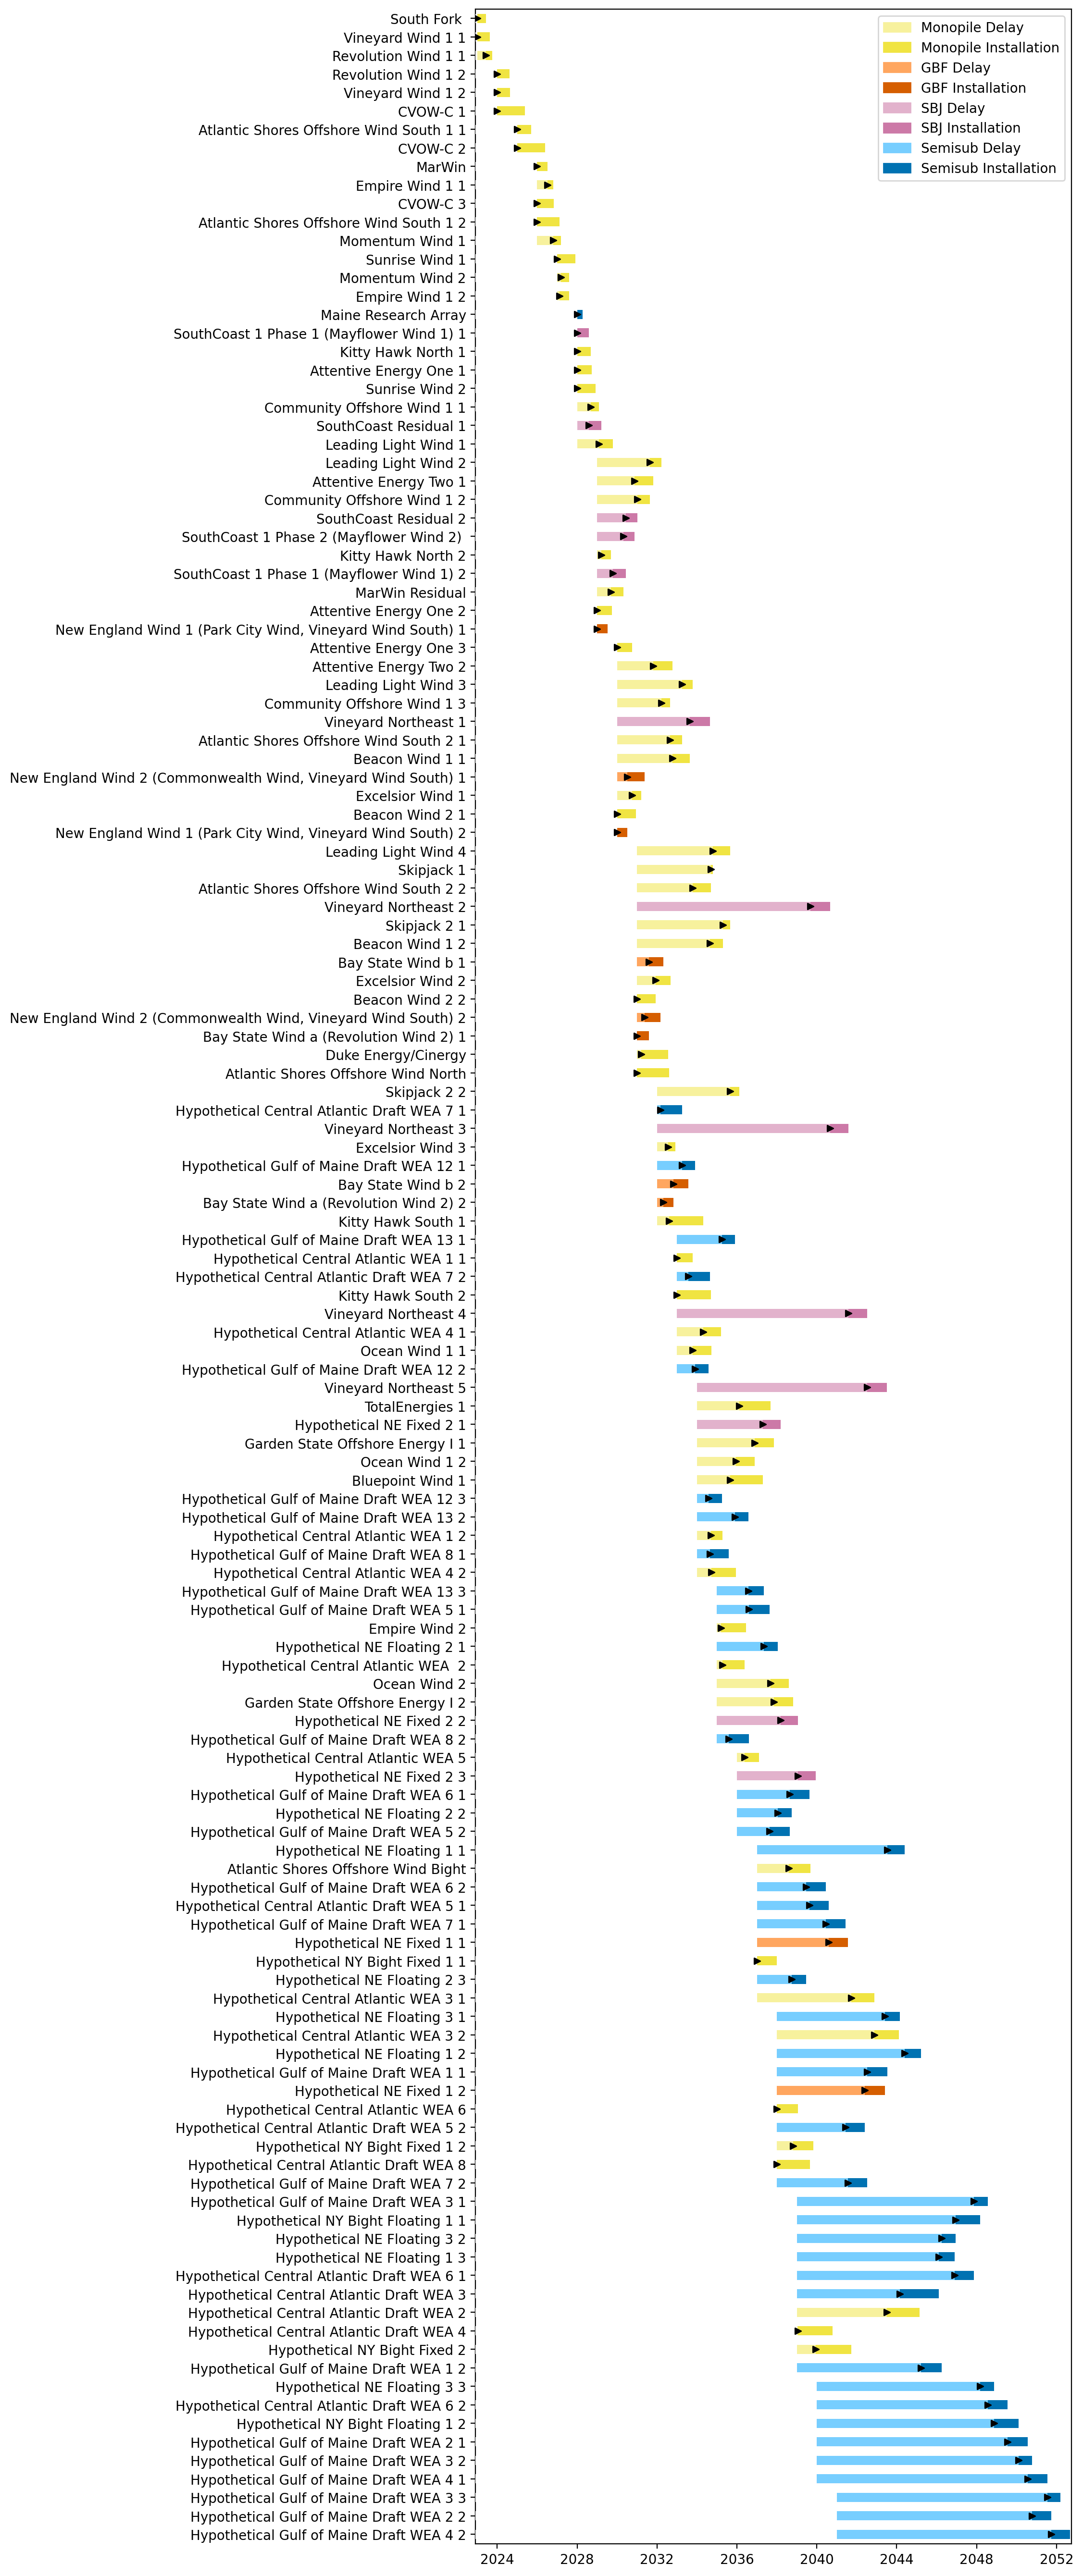 South Fork
Vineyard Wind 1 1
Revolution Wind 1 1
Revolution Wind 1 2
Vineyard Wind 1 2
CVOW-C 1
Atlantic Shores Offshore Wind South 1 1
CVOW-C 2
MarWin
Empire Wind 1 1
CVOW-C 3
Atlantic Shores Offshore Wind South 1 2
Momentum Wind 1
Sunrise Wind 1
Momentum Wind 2
Empire Wind 1 2
Maine Research Array
SouthCoast 1 Phase 1 (Mayflower Wind 1) 1
Kitty Hawk North 1
Attentive Energy One 1
Sunrise Wind 2
Community Offshore Wind 1 1
SouthCoast Residual 1
Leading Light Wind 1
Leading Light Wind 2
Attentive Energy Two 1
Community Offshore Wind 1 2
SouthCoast Residual 2
SouthCoast 1 Phase 2 (Mayflower Wind 2)
Kitty Hawk North 2
SouthCoast 1 Phase 1 (Mayflower Wind 1) 2
MarWin Residual
Attentive Energy One 2
New England Wind 1 (Park City Wind, Vineyard Wind South) 1
Attentive Energy One 3
Attentive Energy Two 2
Leading Light Wind 3
Community Offshore Wind 1 3
Vineyard Northeast 1
Atlantic Shores Offshore Wind South 2 1
Beacon Wind 1 1
New England Wind 2 (Commonwealth Wind, Vineyard Wind South) 1
Excelsior Wind 1
Beacon Wind 2 1
New England Wind 1 (Park City Wind, Vineyard Wind South) 2
Leading Light Wind 4
Skipjack 1
Atlantic Shores Offshore Wind South 2 2
Vineyard Northeast 2
Skipjack 2 1
Beacon Wind 1 2
Bay State Wind b 1
Excelsior Wind 2
Beacon Wind 2 2
New England Wind 2 (Commonwealth Wind, Vineyard Wind South) 2
Bay State Wind a (Revolution Wind 2) 1
Duke Energy/Cinergy
Atlantic Shores Offshore Wind North
Skipjack 2 2
Hypothetical Central Atlantic Draft WEA 7 1
Vineyard Northeast 3
Excelsior Wind 3
Hypothetical Gulf of Maine Draft WEA 12 1
Bay State Wind b 2
Bay State Wind a (Revolution Wind 2) 2
Kitty Hawk South 1
Hypothetical Gulf of Maine Draft WEA 13 1
Hypothetical Central Atlantic WEA 1 1
Hypothetical Central Atlantic Draft WEA 7 2
Kitty Hawk South 2
Vineyard Northeast 4
Hypothetical Central Atlantic WEA 4 1
Ocean Wind 1 1
Hypothetical Gulf of Maine Draft WEA 12 2
Vineyard Northeast 5
TotalEnergies 1
Hypothetical NE Fixed 2 1
Garden State Offshore Energy I 1
Ocean Wind 1 2
Bluepoint Wind 1
Hypothetical Gulf of Maine Draft WEA 12 3
Hypothetical Gulf of Maine Draft WEA 13 2
Hypothetical Central Atlantic WEA 1 2
Hypothetical Gulf of Maine Draft WEA 8 1
Hypothetical Central Atlantic WEA 4 2
Hypothetical Gulf of Maine Draft WEA 13 3
Hypothetical Gulf of Maine Draft WEA 5 1
Empire Wind 2
Hypothetical NE Floating 2 1
Hypothetical Central Atlantic WEA  2
Ocean Wind 2
Garden State Offshore Energy I 2
Hypothetical NE Fixed 2 2
Hypothetical Gulf of Maine Draft WEA 8 2
Hypothetical Central Atlantic WEA 5
Hypothetical NE Fixed 2 3
Hypothetical Gulf of Maine Draft WEA 6 1
Hypothetical NE Floating 2 2
Hypothetical Gulf of Maine Draft WEA 5 2
Hypothetical NE Floating 1 1
Atlantic Shores Offshore Wind Bight
Hypothetical Gulf of Maine Draft WEA 6 2
Hypothetical Central Atlantic Draft WEA 5 1
Hypothetical Gulf of Maine Draft WEA 7 1
Hypothetical NE Fixed 1 1
Hypothetical NY Bight Fixed 1 1
Hypothetical NE Floating 2 3
Hypothetical Central Atlantic WEA 3 1
Hypothetical NE Floating 3 1
Hypothetical Central Atlantic WEA 3 2
Hypothetical NE Floating 1 2
Hypothetical Gulf of Maine Draft WEA 1 1
Hypothetical NE Fixed 1 2
Hypothetical Central Atlantic WEA 6
Hypothetical Central Atlantic Draft WEA 5 2
Hypothetical NY Bight Fixed 1 2
Hypothetical Central Atlantic Draft WEA 8
Hypothetical Gulf of Maine Draft WEA 7 2
Hypothetical Gulf of Maine Draft WEA 3 1
Hypothetical NY Bight Floating 1 1
Hypothetical NE Floating 3 2
Hypothetical NE Floating 1 3
Hypothetical Central Atlantic Draft WEA 6 1
Hypothetical Central Atlantic Draft WEA 3
Hypothetical Central Atlantic Draft WEA 2
Hypothetical Central Atlantic Draft WEA 4
Hypothetical NY Bight Fixed 2
Hypothetical Gulf of Maine Draft WEA 1 2
Hypothetical NE Floating 3 3
Hypothetical Central Atlantic Draft WEA 6 2
Hypothetical NY Bight Floating 1 2
Hypothetical Gulf of Maine Draft WEA 2 1
Hypothetical Gulf of Maine Draft WEA 3 2
Hypothetical Gulf of Maine Draft WEA 4 1
Hypothetical Gulf of Maine Draft WEA 3 3
Hypothetical Gulf of Maine Draft WEA 2 2
Hypothetical Gulf of Maine Draft WEA 4 2
Monopile Delay
Monopile Installation
GBF Delay
GBF Installation
SBJ Delay
SBJ Installation
Semisub Delay
Semisub Installation
2024 2028 2032 2036 2040 2044 2048 2052